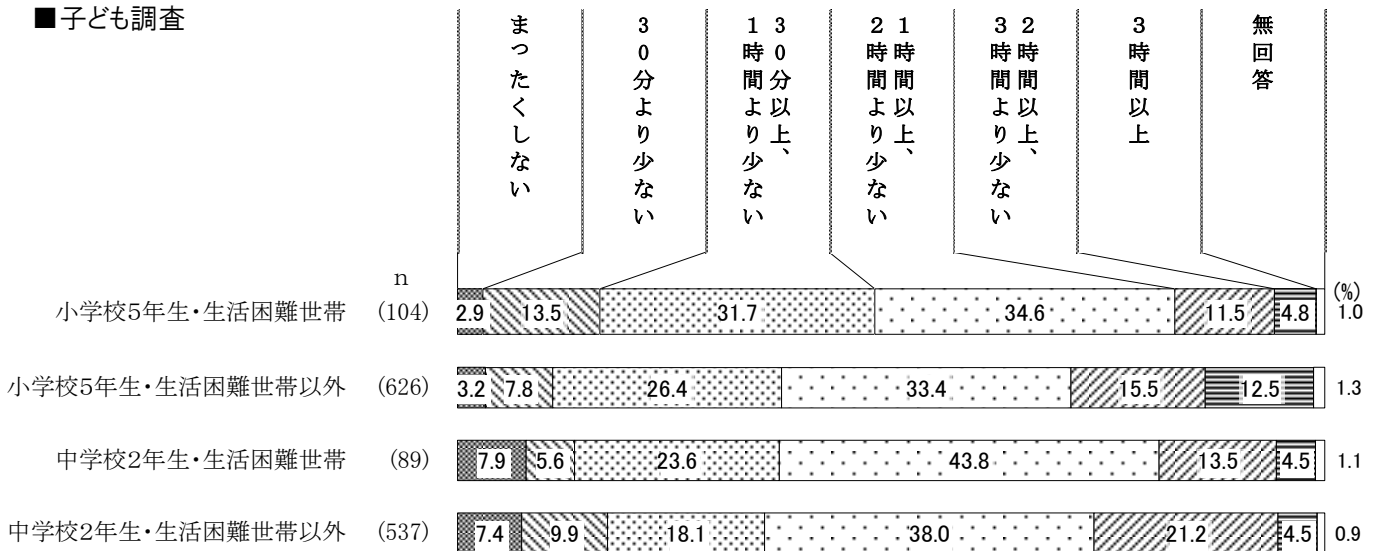 ■子ども調査
まったくしない
30分より少ない
30分以上、
1時間より少ない
1時間以上、
2時間より少ない
2時間以上、
3時間より少ない
3時間以上
無回答
n
(%)
小学校5年生・生活困難世帯 (104) 2.9 13.5 31.7 34.6 11.5 4.8 1.0
小学校5年生・生活困難世帯以外 (626) 3.2 7.8 26.4 33.4 15.5 12.5 1.3
中学校2年生・生活困難世帯 (89) 7.9 5.6 23.6 43.8 13.5 4.5 1.1
中学校2年生・生活困難世帯以外 (537) 7.4 9.9 18.1 38.0 21.2 4.5 0.9